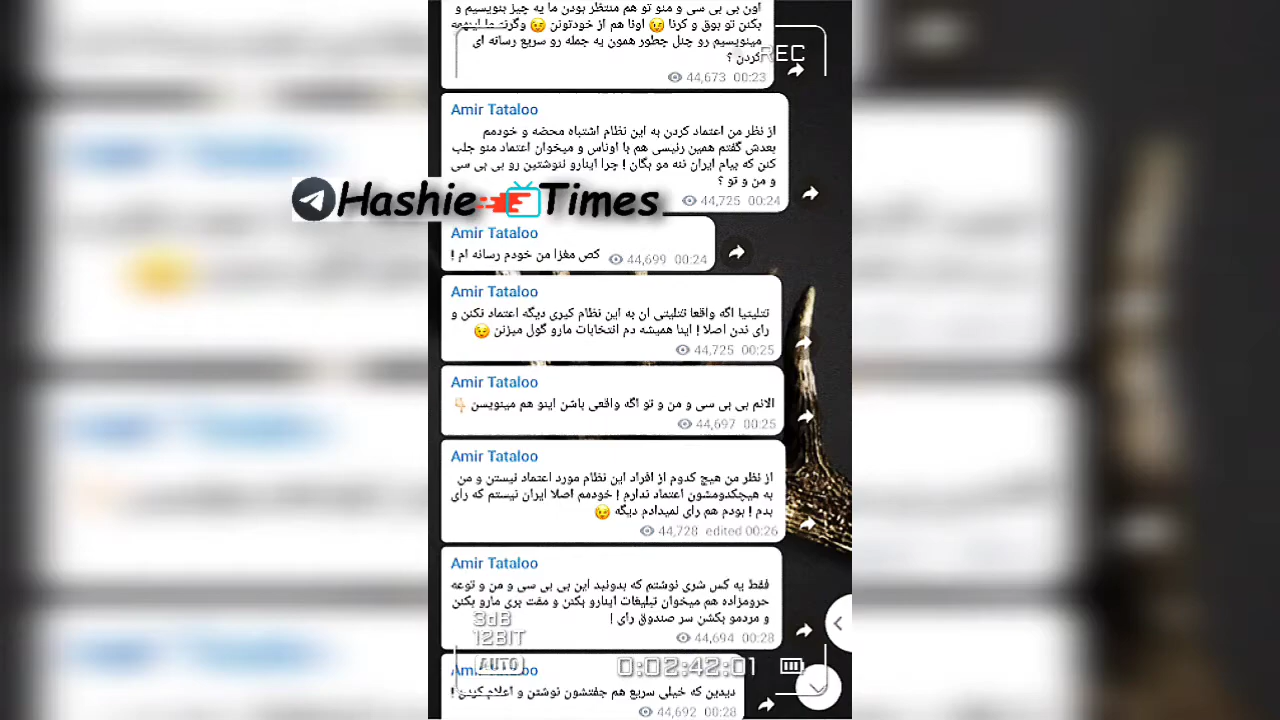 اون بی بی سی و منو تو هم منتظر بودن ما یه چیز بنویسیم و
بکنن تو بوق و کرنا 😉 اونا هم از خودتونن 😉 وگرنه ما اینهمه
مینویسیم رو چنل چطور همون یه جمله رو سریع رسانه ای
کردن ؟
44,673 00:23
REC
Amir Tataloo
از نظر من اعتماد کردن به این نظام اشتباه محضه و خودمم
بعدش گفتم همین رئیسی هم با اوناس و میخوان اعتماد منو جلب
کنن که بیام ایران ننه مو بگان ! چرا اینارو ننوشتین رو بی بی سی
و من و تو ؟
44,725 00:24
Hashie Times
Amir Tataloo
کص مغزا من خودم رسانه ام !
44,699 00:24
Amir Tataloo
تتلیتیا اگه واقعا تتلیتی ان به این نظام کیری دیگه اعتماد نکنن و
رای ندن اصلا ! اینا همیشه دم انتخابات مارو گول میزنن 😉
44,725 00:25
Amir Tataloo
الانم بی بی سی و من و تو اگه واقعی باشن اینو هم مینویسن 👇🏻
44,697 00:25
Amir Tataloo
از نظر من هیچ کدوم از افراد این نظام مورد اعتماد نیستن و من
به هیچکدومشون اعتماد ندارم ! خودمم اصلا ایران نیستم که رای
بدم ! بودم هم رای نمیدادم دیگه 😉
44,728 edited 00:26
Amir Tataloo
فقط یه کس شری نوشتم که بدونید این بی بی سی و من و توعه
حرومزاده هم میخوان تبلیغات اینارو بکنن و مفت بری مارو بکنن
و مردمو بکشن سر صندوق رای !
44,694 00:28
3dB
12BIT
AUTO
0:02:42:01
Amir Tataloo
دیدین که خیلی سریع هم جفتشون نوشتن و اعلام کردن !
44,692 00:28